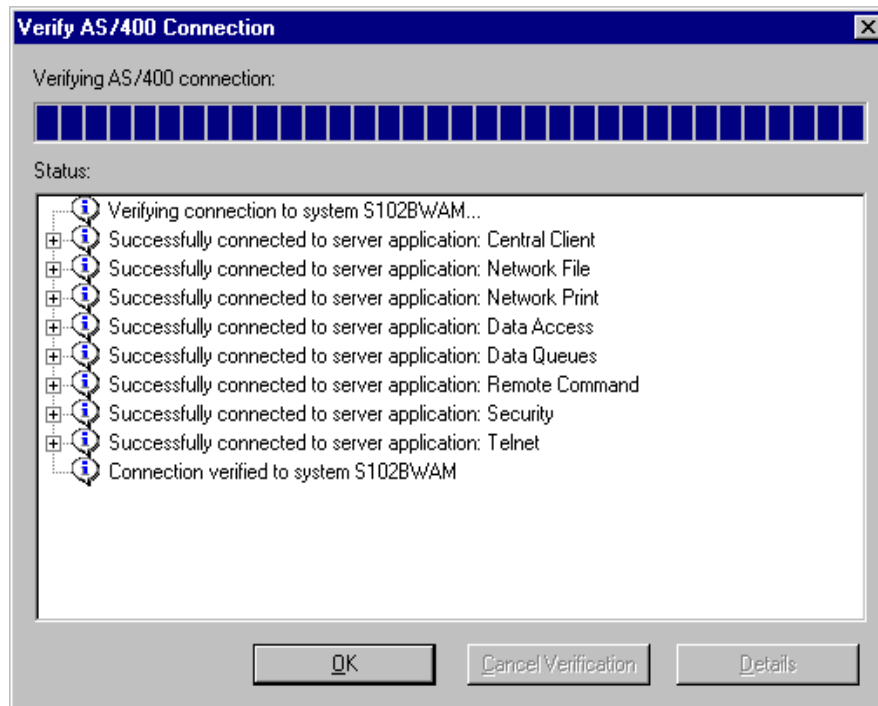 Verify AS/400 Connection
Verifying AS/400 connection:
Status:
Verifying connection to system S102BWAM...
Successfully connected to server application: Central Client
Successfully connected to server application: Network File
Successfully connected to server application: Network Print
Successfully connected to server application: Data Access
Successfully connected to server application: Data Queues
Successfully connected to server application: Remote Command
Successfully connected to server application: Security
Successfully connected to server application: Telnet
Connection verified to system S102BWAM
OK
Cancel Verification
Details